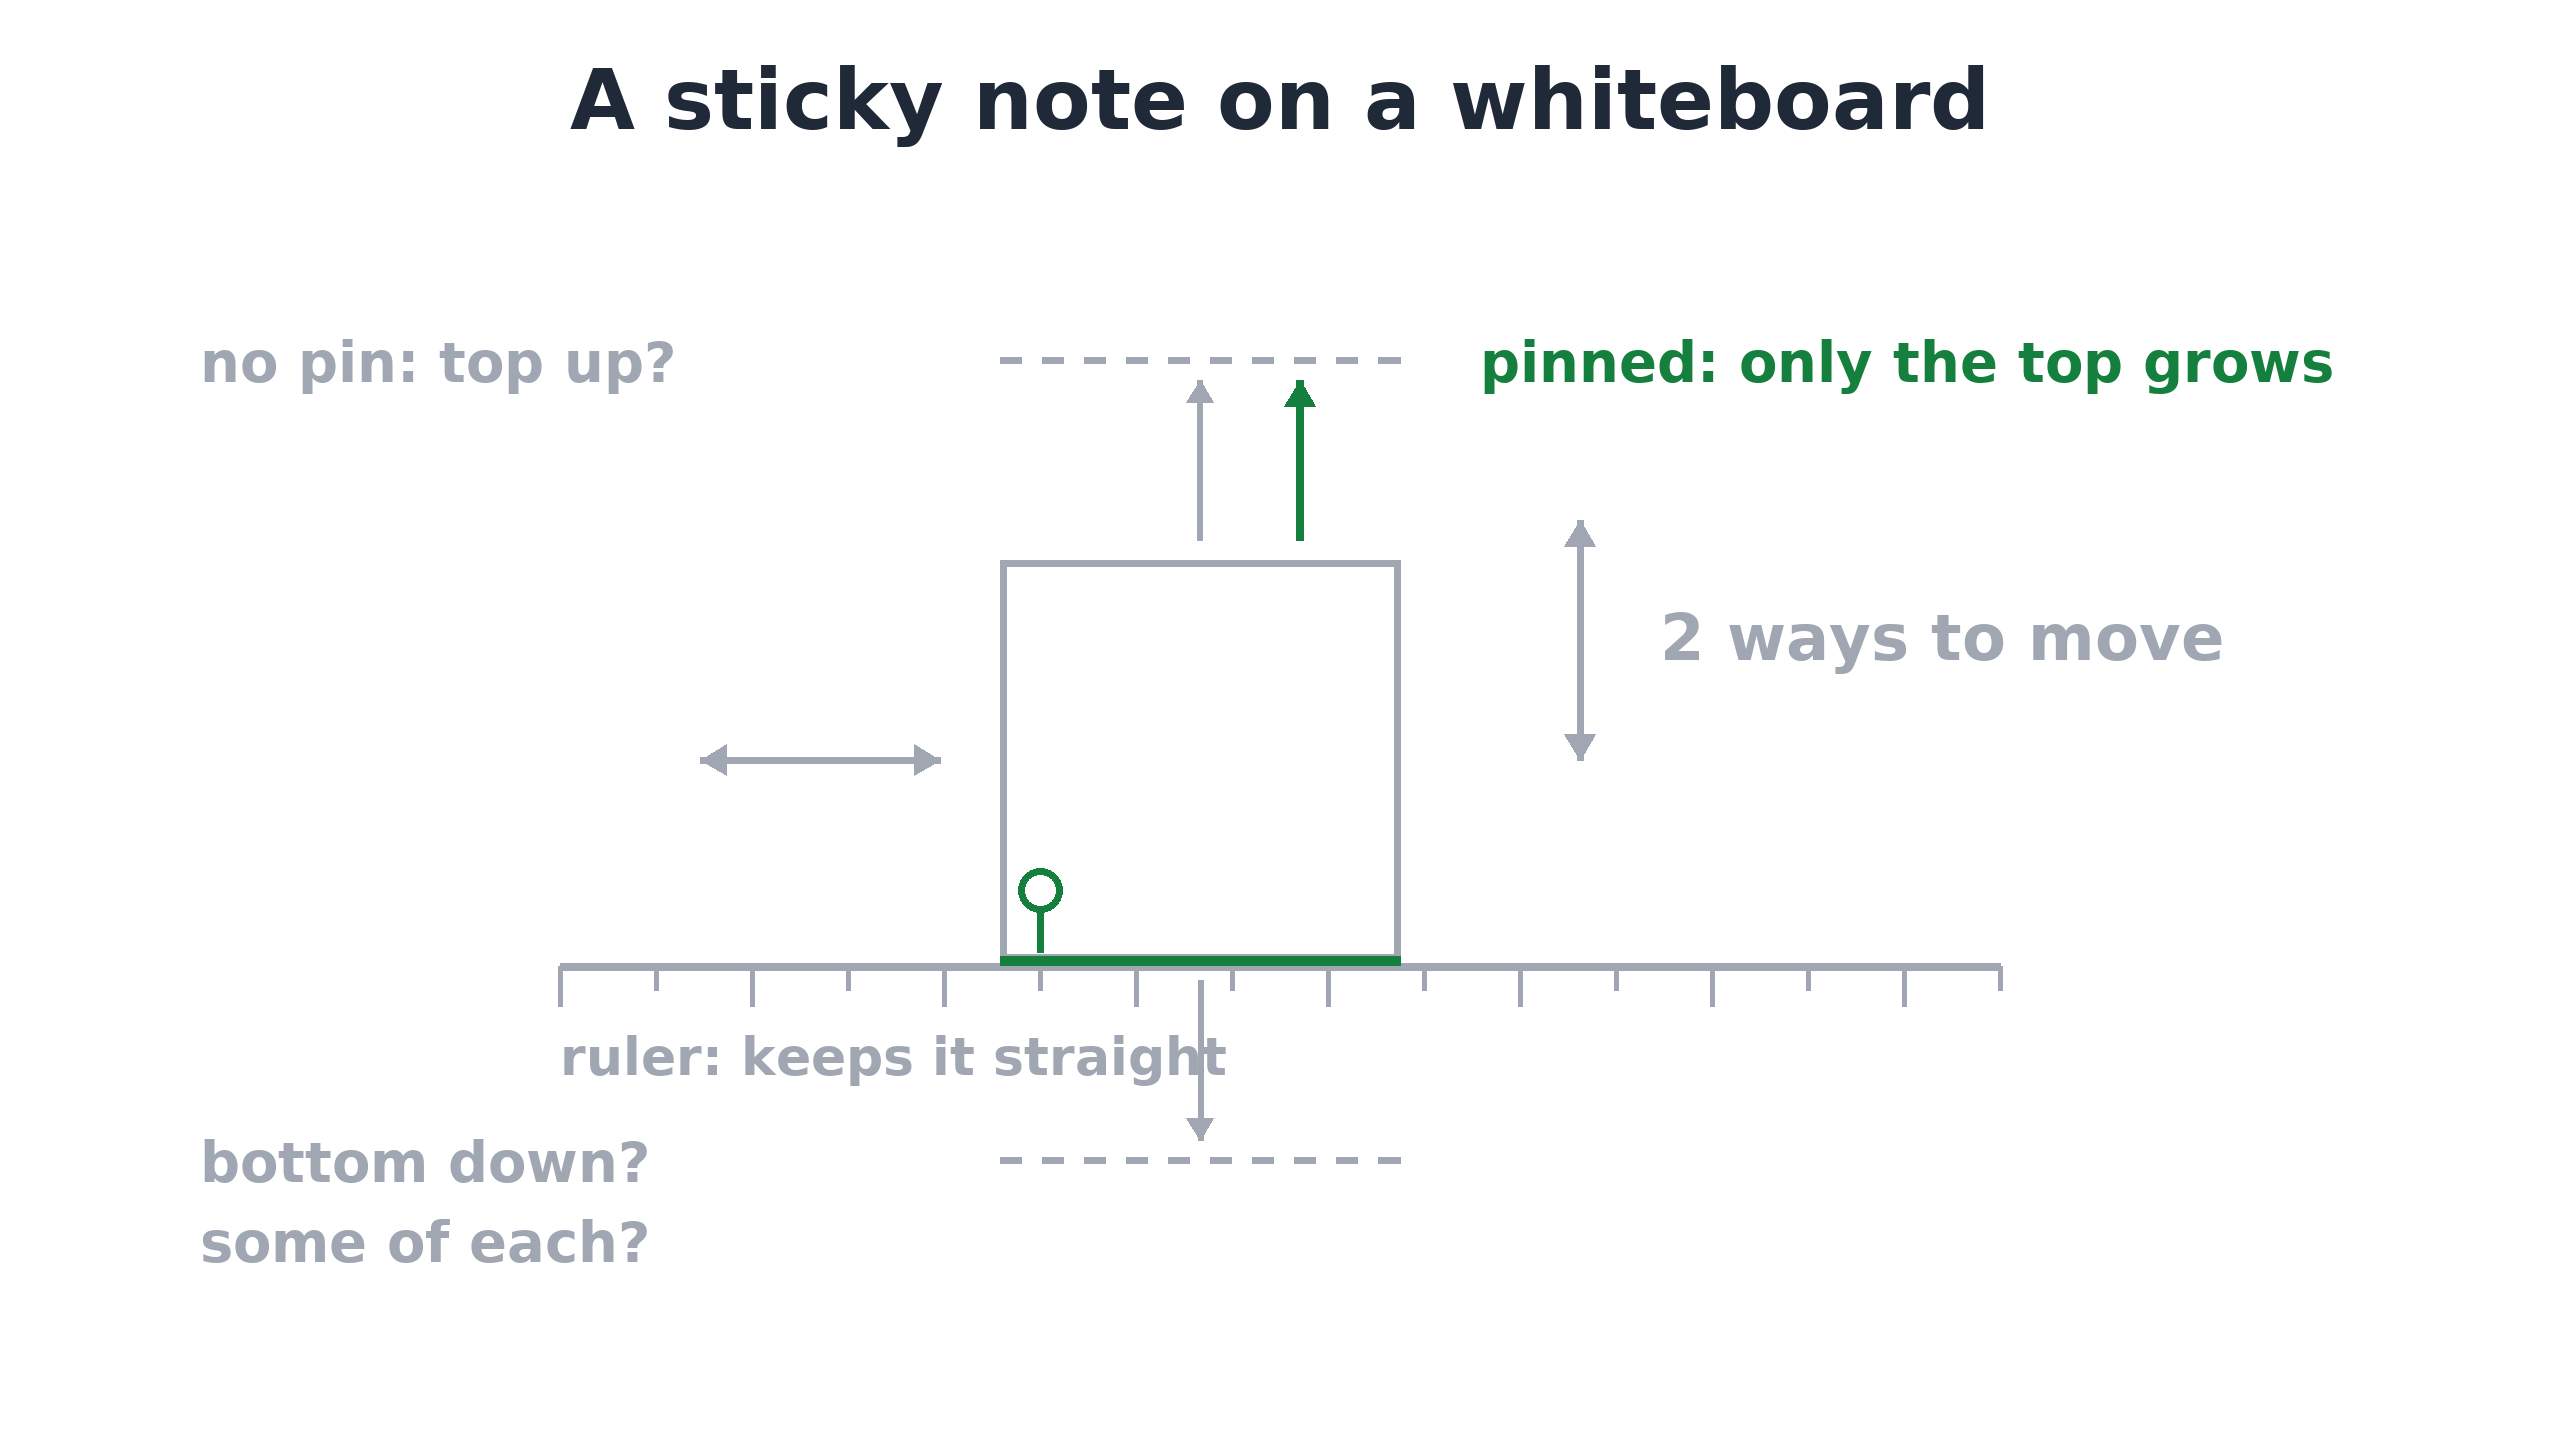 A sticky note on a whiteboard
no pin: top up?
pinned: only the top grows
2 ways to move
ruler: keeps it straight
bottom down?
some of each?